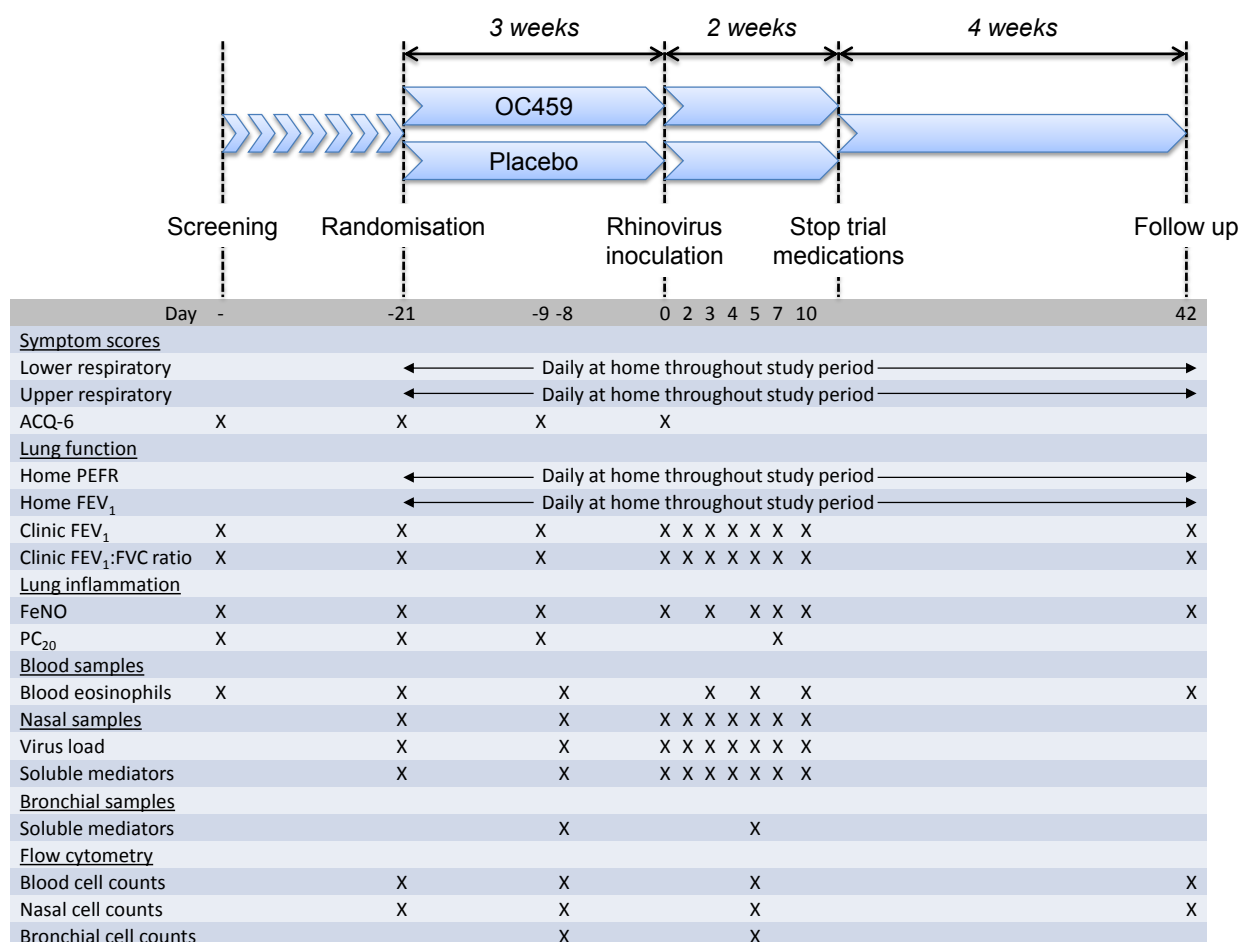 3 weeks 2 weeks 4 weeks
OC459
Placebo
Screening Randomisation Rhinovirus inoculation Stop trial medications Follow up
Day - -21 -9 -8 0 2 3 4 5 7 10 42
Symptom scores
Lower respiratory Daily at home throughout study period
Upper respiratory Daily at home throughout study period
ACQ-6 X X X X
Lung function
Home PEFR Daily at home throughout study period
Home FEV1 Daily at home throughout study period
Clinic FEV1 X X X X X X X X X X X
Clinic FEV1:FVC ratio X X X X X X X X X X X
Lung inflammation
FeNO X X X X X X X X X
PC20 X X X X
Blood samples
Blood eosinophils X X X X X X X
Nasal samples X X X X X X X X X
Virus load X X X X X X X X X
Soluble mediators X X X X X X X X X
Bronchial samples
Soluble mediators X X
Flow cytometry
Blood cell counts X X X X
Nasal cell counts X X X X
Bronchial cell counts X X